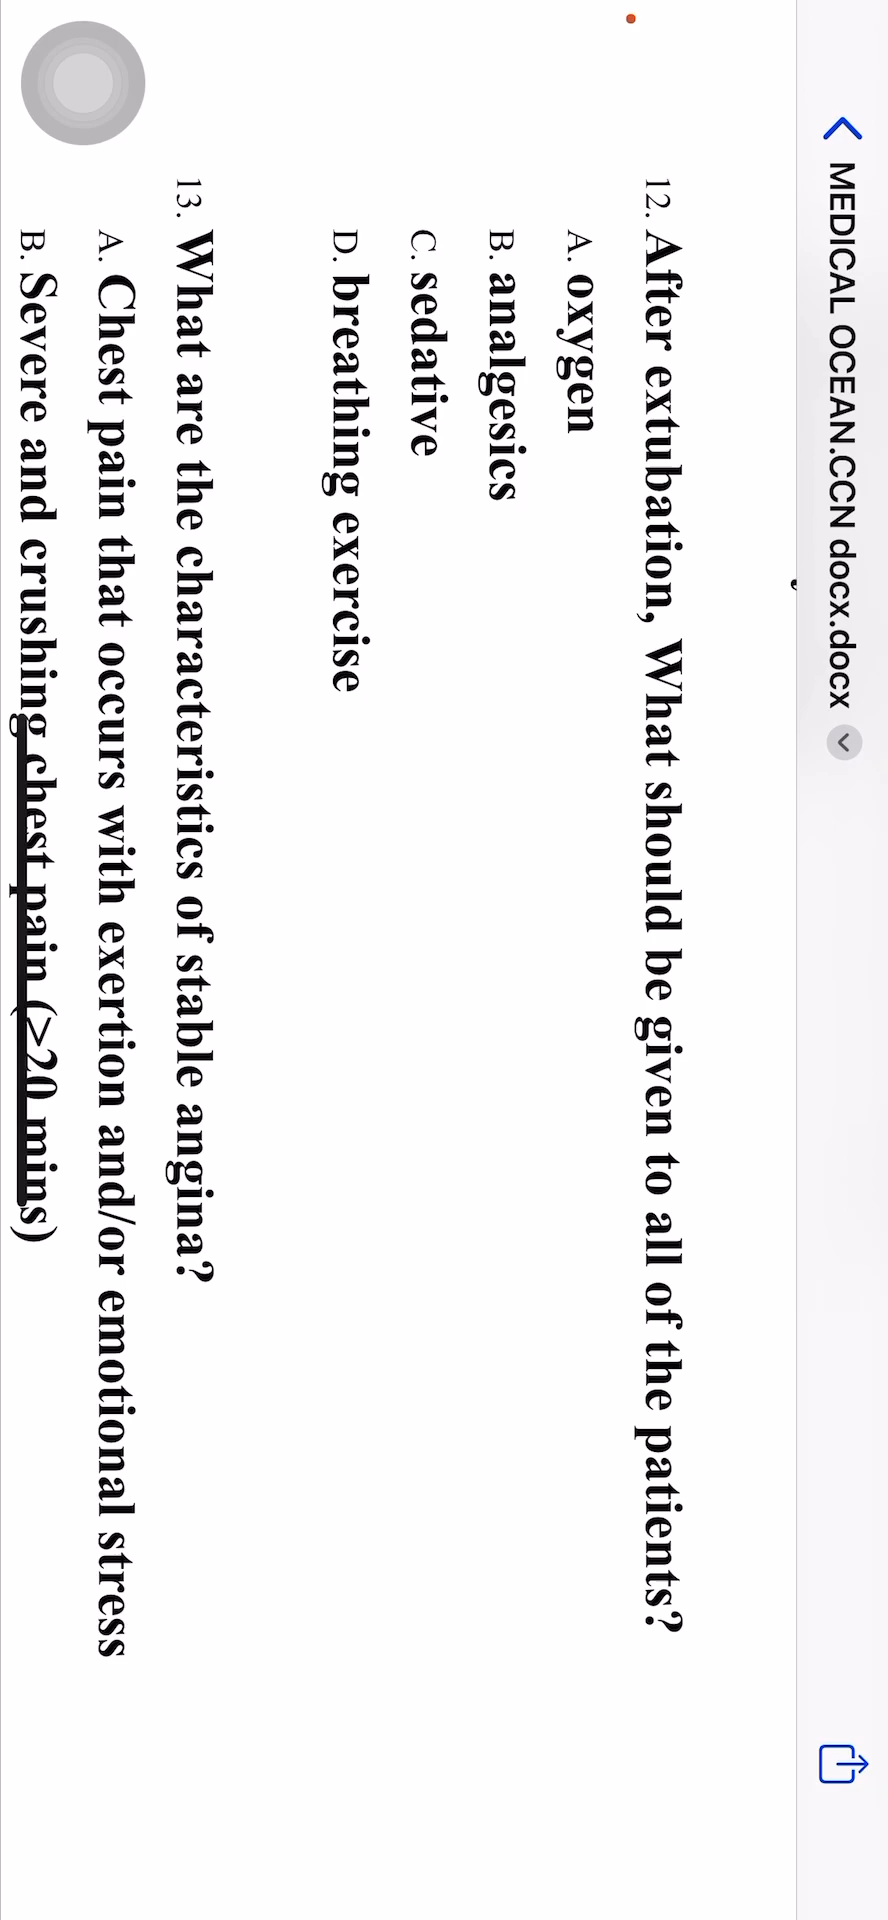 MEDICAL OCEAN.CCN docx.docx
12. After extubation, What should be given to all of the patients?
A. oxygen
B. analgesics
C. sedative
D. breathing exercise
13. What are the characteristics of stable angina?
A. Chest pain that occurs with exertion and/or emotional stress
B. Severe and crushing chest pain (>20 mins)